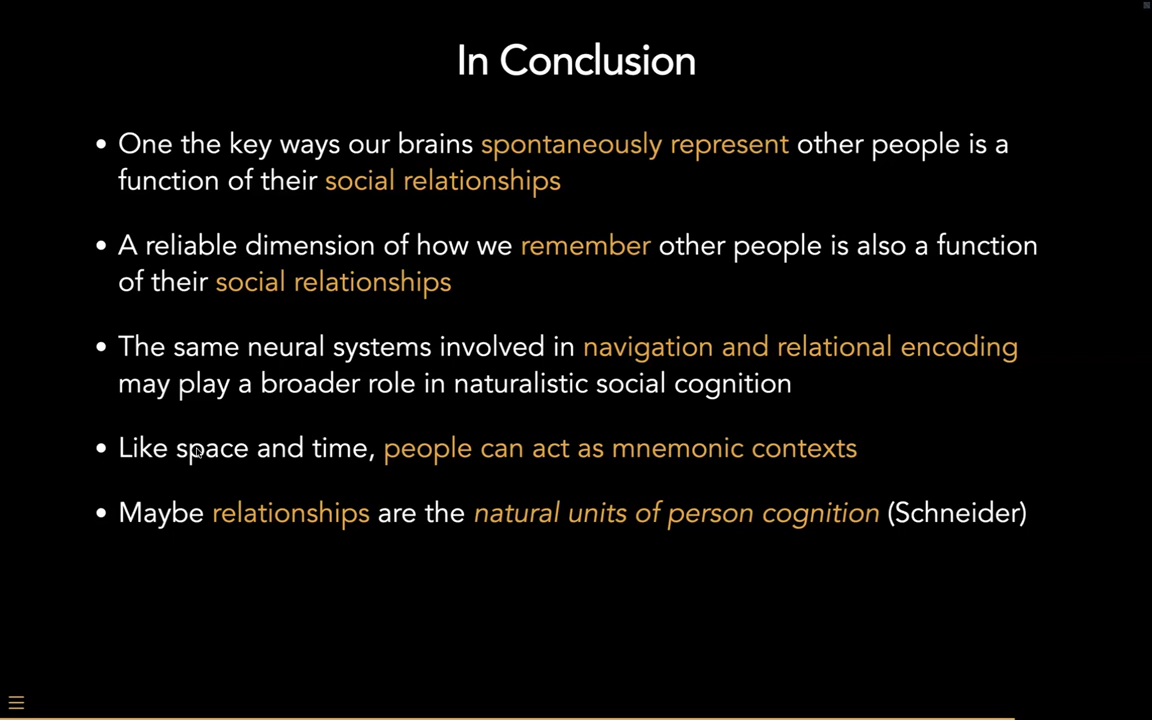 In Conclusion
• One the key ways our brains spontaneously represent other people is a
function of their social relationships
• A reliable dimension of how we remember other people is also a function
of their social relationships
• The same neural systems involved in navigation and relational encoding
may play a broader role in naturalistic social cognition
• Like space and time, people can act as mnemonic contexts
• Maybe relationships are the natural units of person cognition (Schneider)